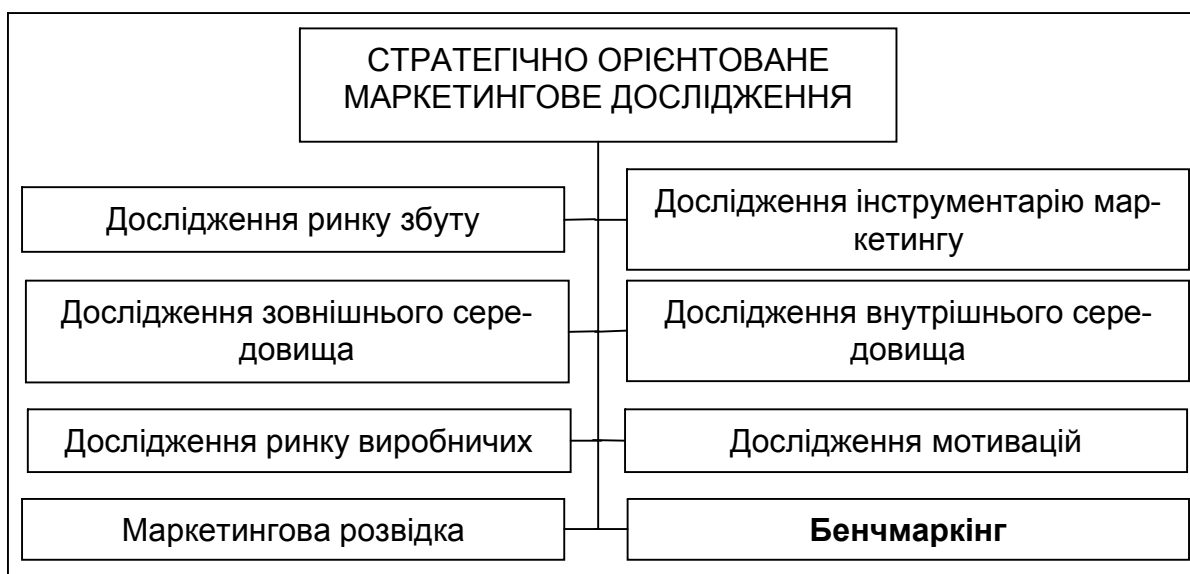 СТРАТЕГІЧНО ОРІЄНТОВАНЕ
МАРКЕТИНГОВЕ ДОСЛІДЖЕННЯ
Дослідження ринку збуту
Дослідження інструментарію мар-
кетингу
Дослідження зовнішнього сере-
довища
Дослідження внутрішнього сере-
довища
Дослідження ринку виробничих
Дослідження мотивацій
Маркетингова розвідка
Бенчмаркінг